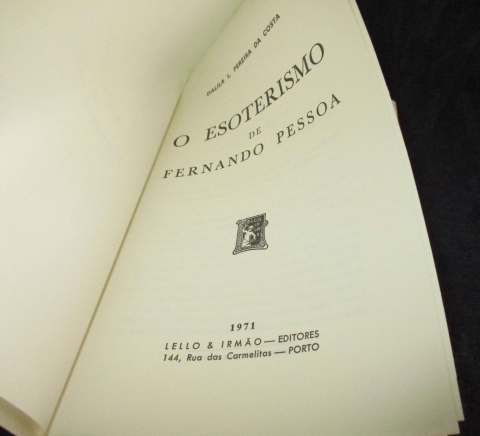 DALILA L. PEREIRA DA COSTA
O ESOTERISMO
DE
FERNANDO PESSOA
1971
LELLO & IRMÃO — EDITORES
144, Rua das Carmelitas — PORTO